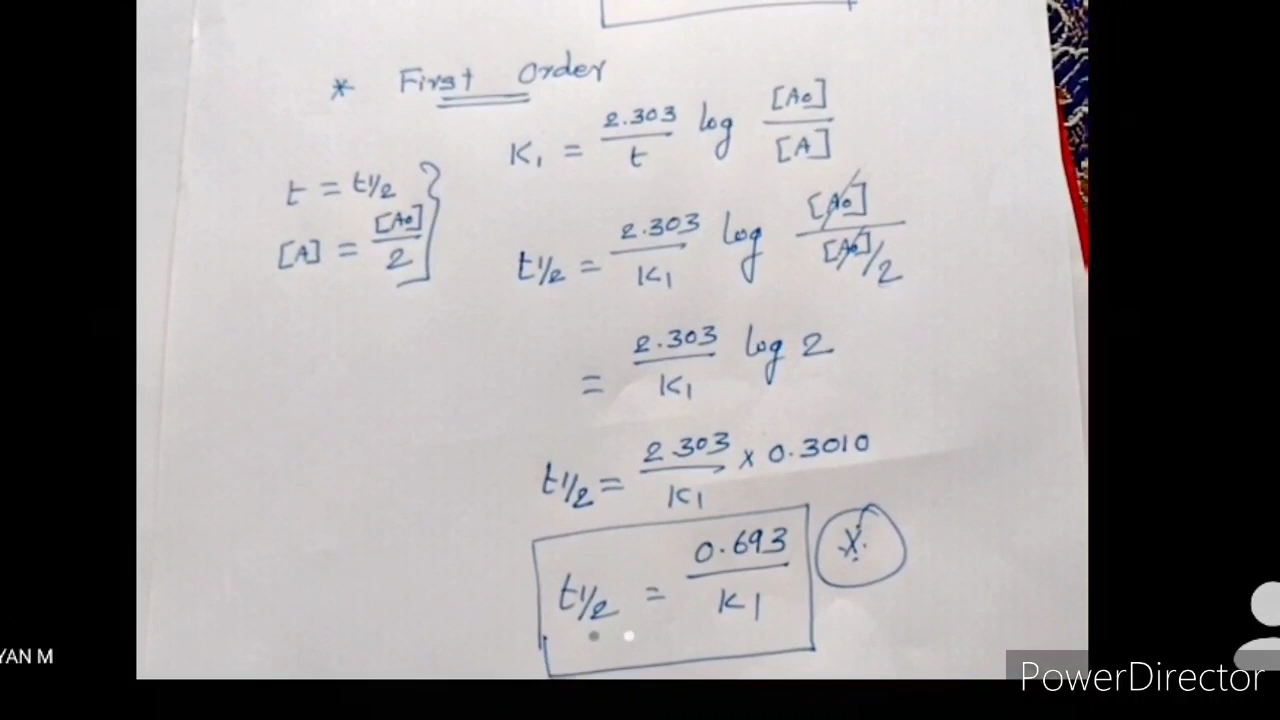 * First Order
K₁ = 2.303/t log [A₀]/[A]
t = t1/2
[A] = [A₀]/2
t1/2 = 2.303/K₁ log [A₀]/[A₀]/2
= 2.303/K₁ log 2
t1/2 = 2.303/K₁ x 0.3010
t1/2 = 0.693/K1
YAN M
PowerDirector